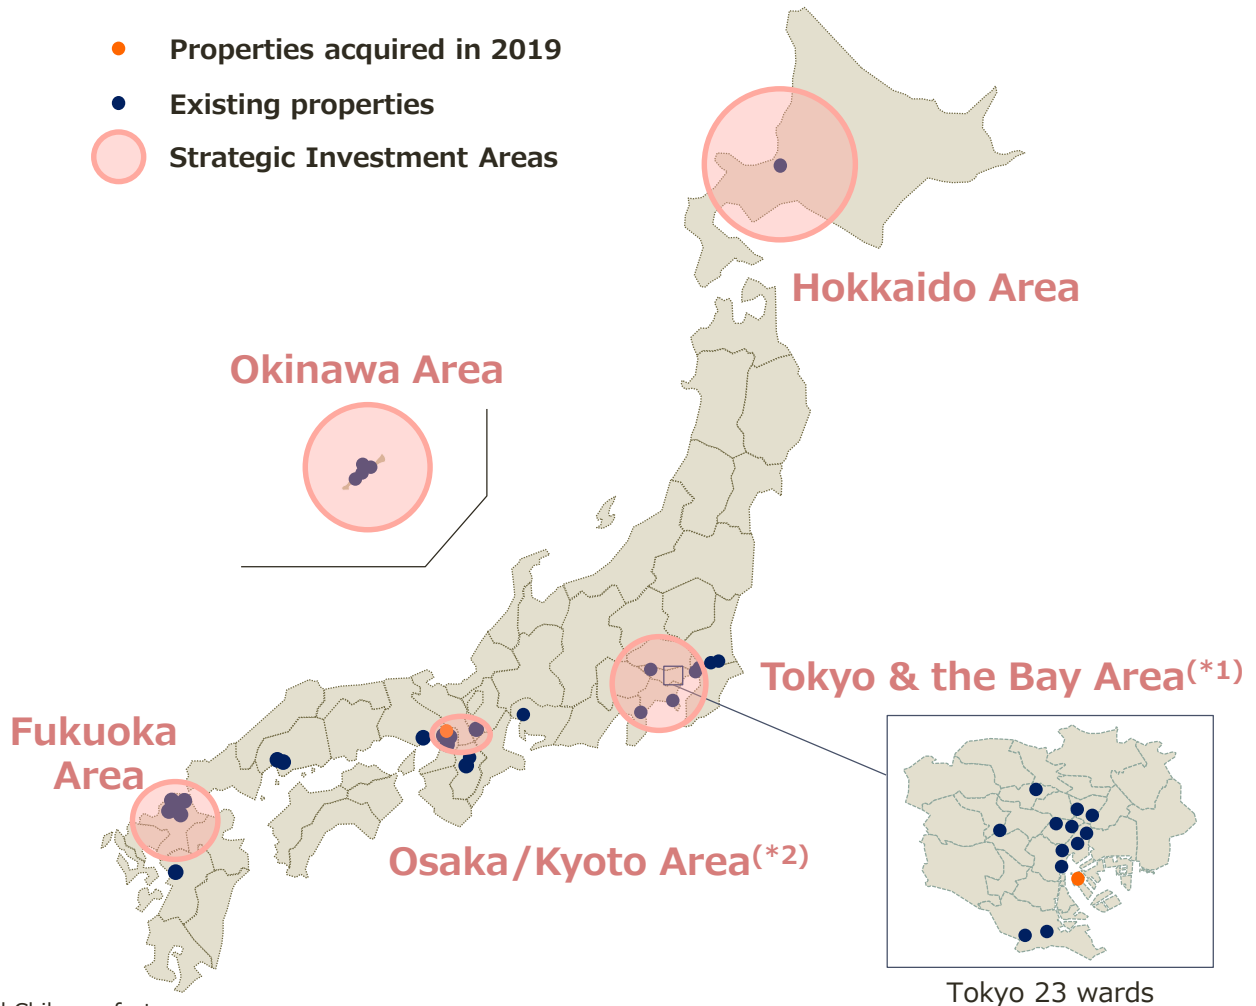 Properties acquired in 2019
Existing properties
Strategic Investment Areas
Hokkaido Area
Okinawa Area
Tokyo & the Bay Area(*1)
Fukuoka
Area
Osaka/Kyoto Area(*2)
Tokyo 23 wards